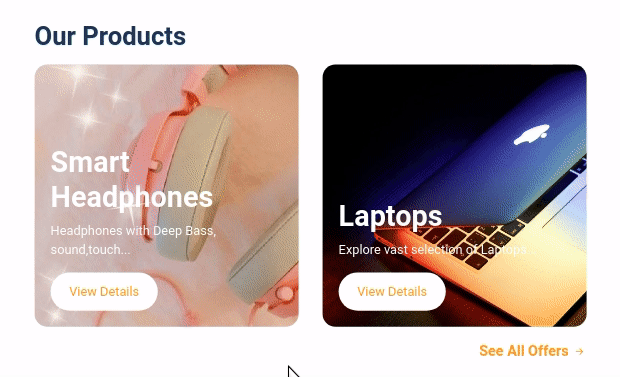 Our Products
Smart
Headphones
Headphones with Deep Bass,
sound,touch...
View Details
Laptops
Explore vast selection of Laptops...
View Details
See All Offers →